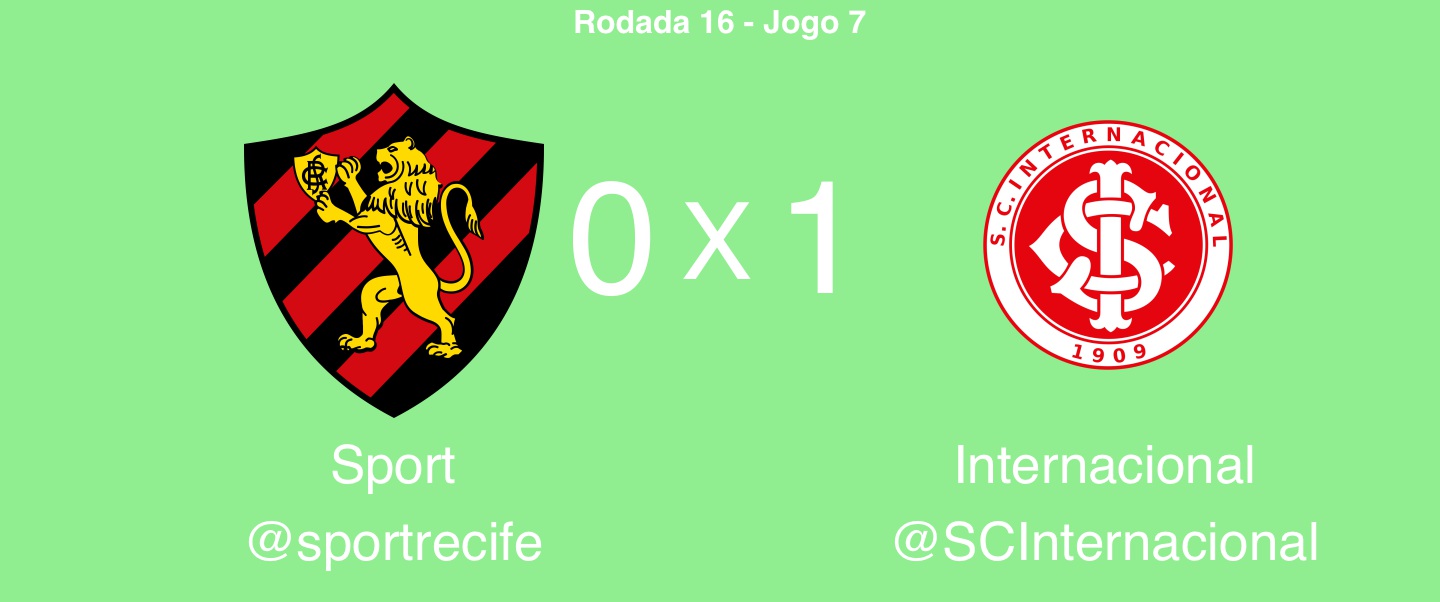 Rodada 16 - Jogo 7
0 x 1
S.C. INTERNACIONAL
1909
Sport
Internacional
@sportrecife
@SCInternacional